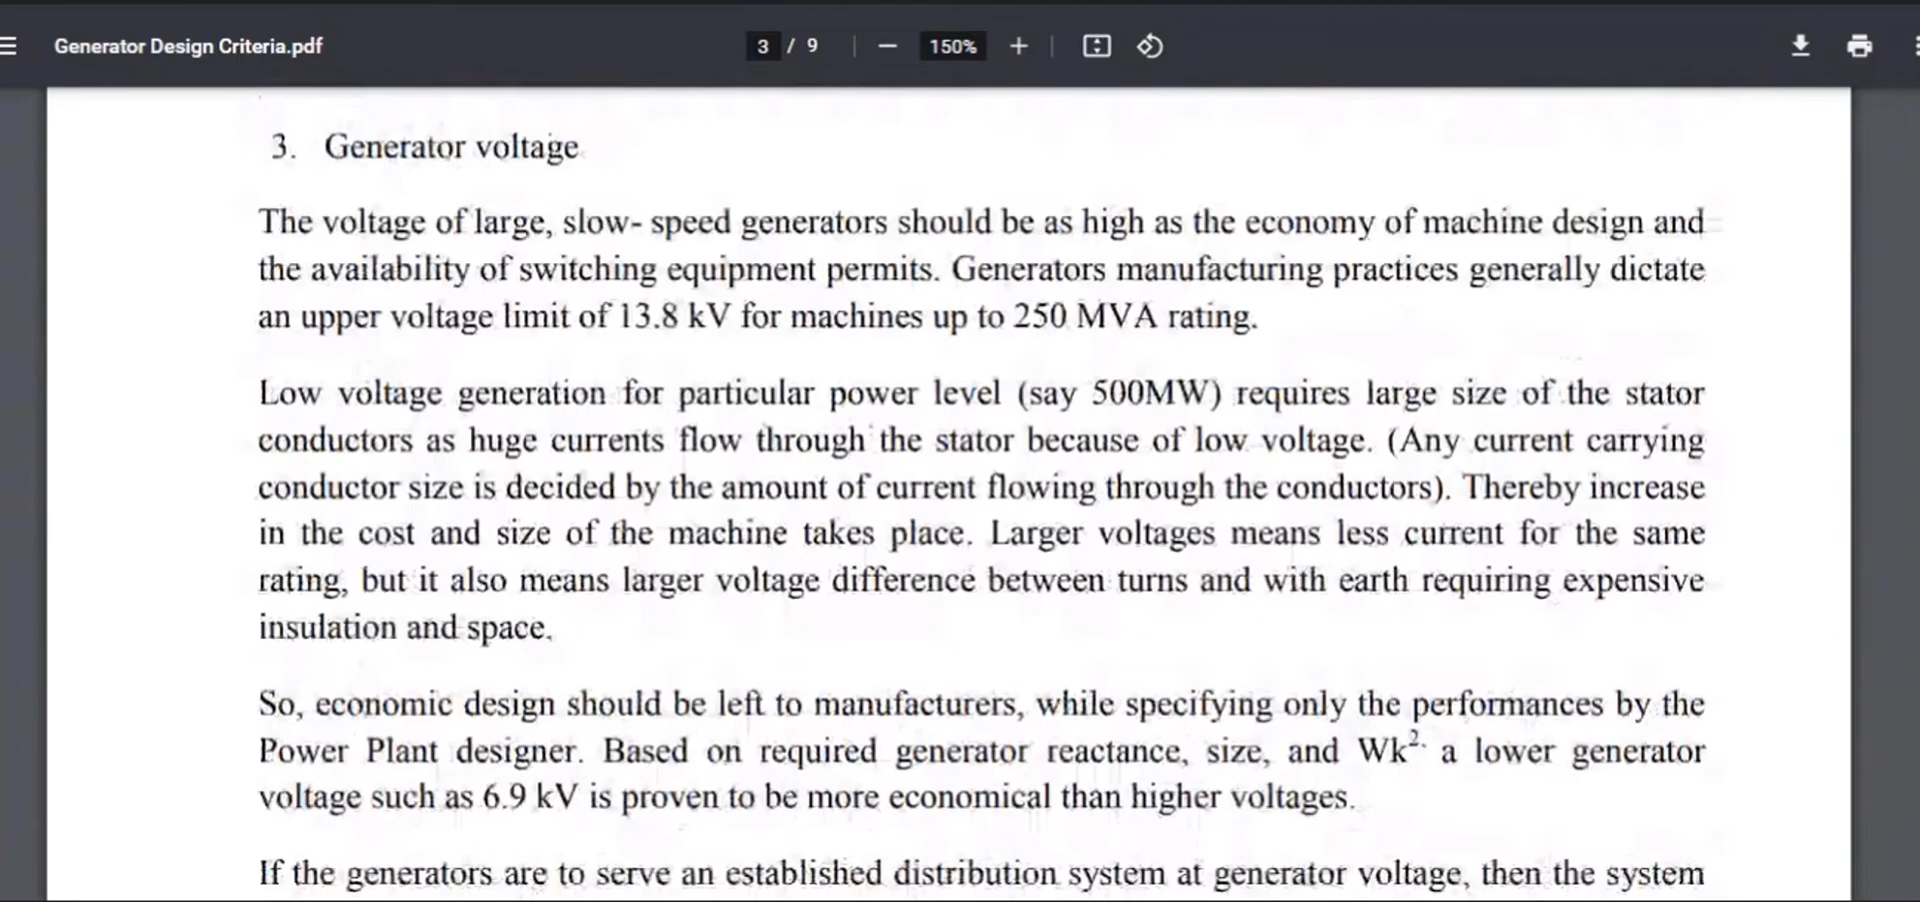 Generator Design Criteria.pdf
3 / 9
150%
3. Generator voltage
The voltage of large, slow- speed generators should be as high as the economy of machine design and
the availability of switching equipment permits. Generators manufacturing practices generally dictate
an upper voltage limit of 13.8 kV for machines up to 250 MVA rating.
Low voltage generation for particular power level (say 500MW) requires large size of the stator
conductors as huge currents flow through the stator because of low voltage. (Any current carrying
conductor size is decided by the amount of current flowing through the conductors). Thereby increase
in the cost and size of the machine takes place. Larger voltages means less current for the same
rating, but it also means larger voltage difference between turns and with earth requiring expensive
insulation and space.
So, economic design should be left to manufacturers, while specifying only the performances by the
Power Plant designer. Based on required generator reactance, size, and Wk². a lower generator
voltage such as 6.9 kV is proven to be more economical than higher voltages.
If the generators are to serve an established distribution system at generator voltage, then the system